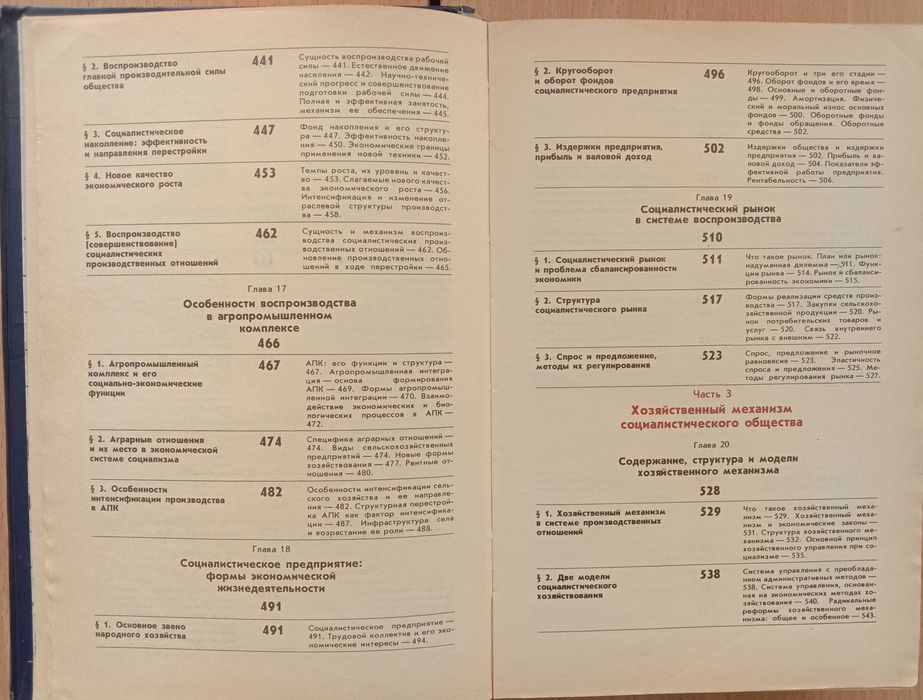 § 2. Воспроизводство
главной производительной силы
общества
441
Сущность воспроизводства рабочей
силы — 441. Естественное движение
населения — 442. Научно-техниче-
ский прогресс и совершенствование
подготовки рабочей силы — 444.
Полная и эффективная занятость,
механизм ее обеспечения — 445.
§ 3. Социалистическое
накопление: эффективность
и направления перестройки
447
Фонд накопления и его структу-
ра — 447. Эффективность накопле-
ния — 450. Экономические границы
применения новой техники — 452.
§ 4. Новое качество
экономического роста
453
Темпы роста, их уровень и качест-
во — 453. Слагаемые нового качест-
ва экономического роста — 456.
Интенсификация и изменение от-
раслевой структуры производст-
ва — 458.
§ 5. Воспроизводство
(совершенствование)
социалистических
производственных отношений
462
Сущность и механизм воспроиз-
водства социалистических произ-
водственных отношений — 462. Об-
новление производственных отно-
шений в ходе перестройки — 465.
Глава 17
Особенности воспроизводства
в агропромышленном
комплексе
466
§ 1. Агропромышленный
комплекс и его
социально-экономические
функции
467
АПК: его функции и структура —
467. Агропромышленная интегра-
ция — основа формирования
АПК — 469. Формы агропромыш-
ленной интеграции — 470. Взаимо-
действие экономических и био-
логических процессов в АПК —
472.
§ 2. Аграрные отношения
и их место в экономической
системе социализма
474
Специфика аграрных отношений —
474. Виды сельскохозяйственных
предприятий — 474. Новые формы
хозяйствования — 477. Рентные от-
ношения — 480.
§ 3. Особенности
интенсификации производства
в АПК
482
Особенности интенсификации сель-
ского хозяйства и ее направле-
ния — 482. Структурная перестрой-
ка АПК как фактор интенсифика-
ции — 487. Инфраструктура села
и возрастание ее роли — 488.
Глава 18
Социалистическое предприятие:
формы экономической
жизнедеятельности
491
§ 1. Основное звено
народного хозяйства
491
Социалистическое предприятие —
491. Трудовой коллектив и его эко-
номические интересы — 494.
§ 2. Кругооборот
и оборот фондов
социалистического предприятия
496
Кругооборот и три его стадии —
496. Оборот фондов и его время —
498. Основные и оборотные фон-
ды — 499. Амортизация. Физиче-
ский и моральный износ основных
фондов — 500. Оборотные фонды
и фонды обращения. Оборотные
средства — 502.
§ 3. Издержки предприятия,
прибыль и валовой доход
502
Издержки общества и издержки
предприятия — 502. Прибыль и ва-
ловой доход — 504. Показатели эф-
фективной работы предприятия.
Рентабельность — 506.
Глава 19
Социалистический рынок
в системе воспроизводства
510
§ 1. Социалистический рынок
и проблема сбалансированности
экономики
511
Что такое рынок. План или рынок:
надуманная дилемма — 511. Функ-
ции рынка — 514. Рынок и сбаланси-
рованность экономики — 515.
§ 2. Структура
социалистического рынка
517
Формы реализации средств произ-
водства — 517. Закупки сельскохо-
зяйственной продукции — 520. Ры-
нок потребительских товаров и
услуг — 520. Связь внутреннего
рынка с внешним — 522.
§ 3. Спрос и предложение,
методы их регулирования
523
Спрос, предложение и рыночное
равновесие — 523. Эластичность
спроса и предложения — 525. Ме-
тоды регулирования рынка — 527.
Часть 3
Хозяйственный механизм
социалистического общества
Глава 20
Содержание, структура и модели
хозяйственного механизма
528
§ 1. Хозяйственный механизм
в системе производственных
отношений
529
Что такое хозяйственный меха-
низм — 529. Хозяйственный меха-
низм и экономические законы —
531. Структура хозяйственного ме-
ханизма — 532. Основной принцип
хозяйственного управления при со-
циализме — 535.
§ 2. Две модели
социалистического
хозяйствования
538
Система управления с преоблада-
нием административных методов —
538. Система управления, основан-
ная на экономических методах хо-
зяйствования — 540. Радикальные
реформы хозяйственного меха-
низма: общее и особенное — 543.